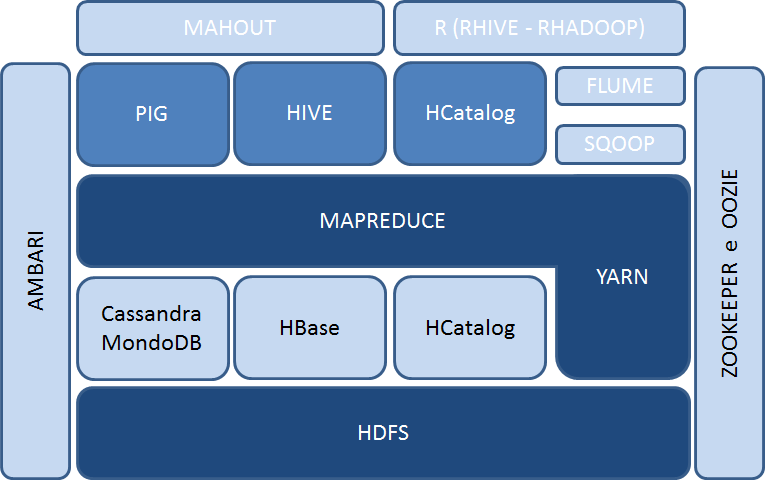 MAHOUT
R (RHIVE - RHADOOP)
AMBARI
PIG
HIVE
HCatalog
FLUME
SQOOP
ZOOKEEPER e OOZIE
MAPREDUCE
YARN
Cassandra
MondoDB
HBase
HCatalog
HDFS